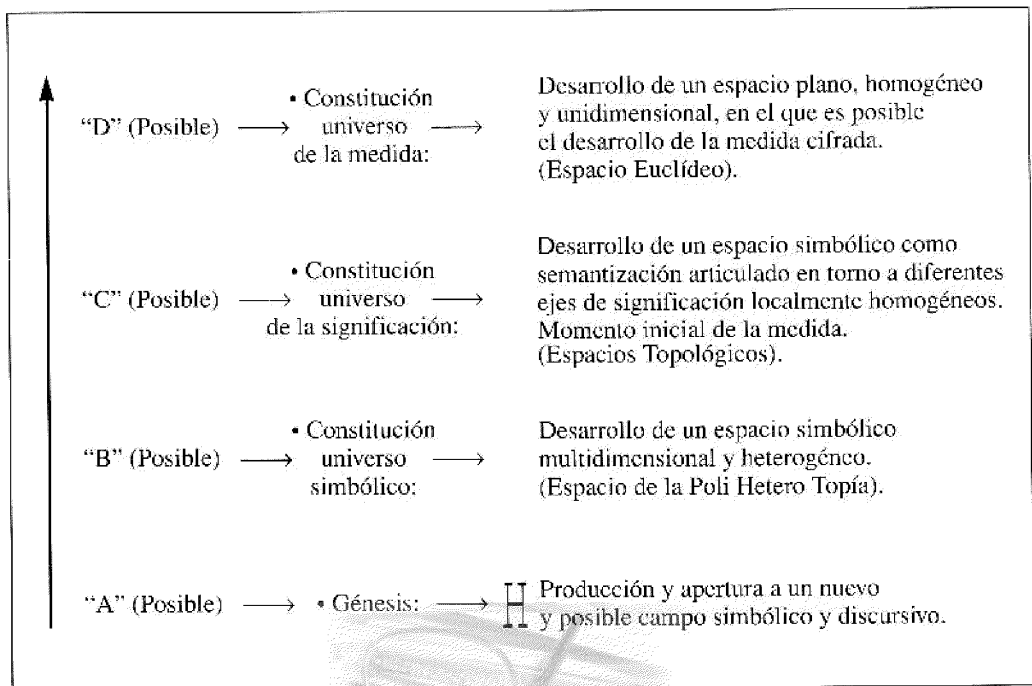 “D” (Posible)
• Constitución
universo
de la medida:
Desarrollo de un espacio plano, homogéneo
y unidimensional, en el que es posible
el desarrollo de la medida cifrada.
(Espacio Euclídeo).
“C” (Posible)
• Constitución
universo
de la significación:
Desarrollo de un espacio simbólico como
semantización articulado en torno a diferentes
ejes de significación localmente homogéneos.
Momento inicial de la medida.
(Espacios Topológicos).
“B” (Posible)
• Constitución
universo
simbólico:
Desarrollo de un espacio simbólico
multidimensional y heterogéneo.
(Espacio de la Poli Hetero Topía).
“A” (Posible)
• Génesis:
H Producción y apertura a un nuevo
y posible campo simbólico y discursivo.